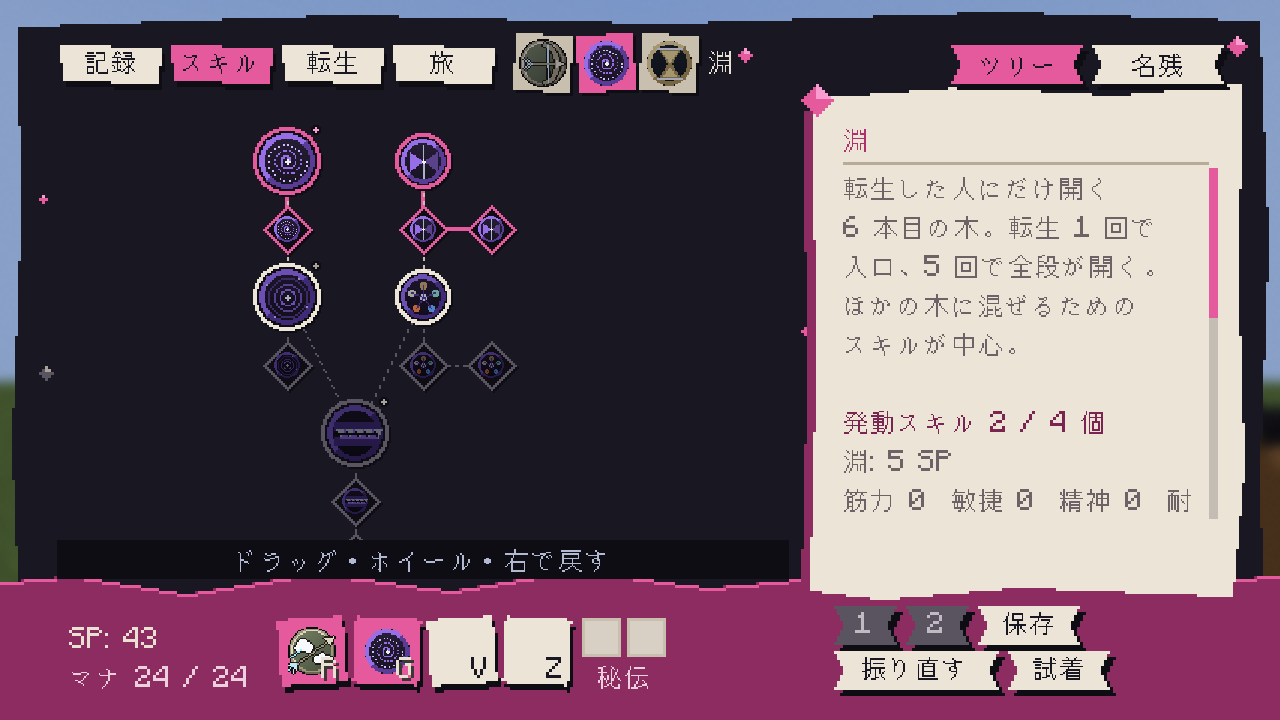 記録 スキル 転生 旅 淵 ツリー 名残
淵
転生した人にだけ開く
6 本目の木。転生 1 回で
入口、5 回で全段が開く。
ほかの木に混ぜるための
スキルが中心。
発動スキル 2 / 4 個
淵: 5 SP
筋力 0 敏捷 0 精神 0 耐
ドラッグ・ホイール・右で戻す
SP: 43
マナ 24 / 24
R G V Z
秘伝
1 2 保存
振り直す 試着